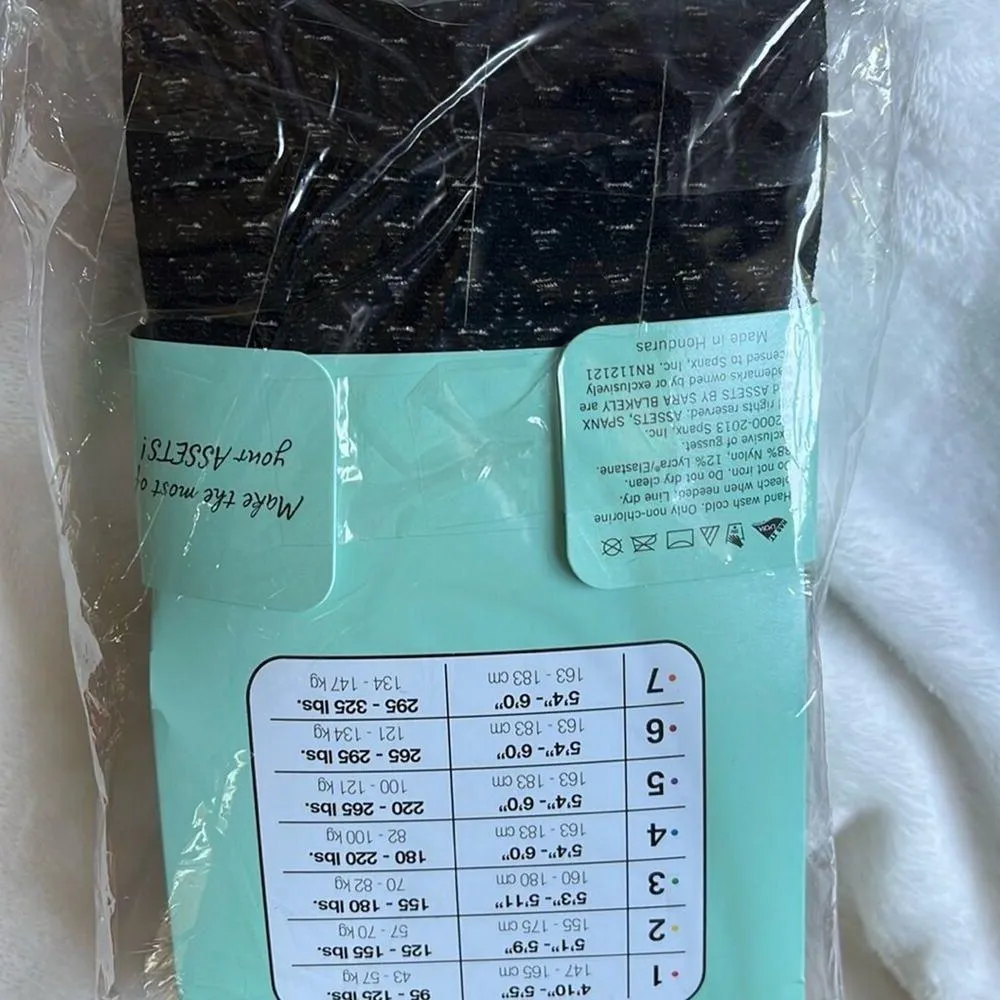 1 4'10"-5'5" 95 - 125 lbs.
147 - 165 cm 43 - 57 kg
2 5'1"-5'9" 125 - 155 lbs.
155 - 175 cm 57 - 70 kg
3 5'3"-5'11" 155 - 180 lbs.
160 - 180 cm 70 - 82 kg
4 5'4"-6'0" 180 - 220 lbs.
163 - 183 cm 82 - 100 kg
5 5'4"-6'0" 220 - 265 lbs.
163 - 183 cm 100 - 121 kg
6 5'4"-6'0" 265 - 295 lbs.
163 - 183 cm 121 - 134 kg
7 5'4"-6'0" 295 - 325 lbs.
163 - 183 cm 134 - 147 kg
Hand wash cold. Only non-chlorine
bleach when needed. Line dry.
Do not iron. Do not dry clean.
88% Nylon, 12% Lycra®/Elastane.
exclusive of gusset.
2000-2013 Spanx, Inc.
rights reserved. ASSETS, SPANX
ASSETS BY SARA BLAKELY are
owned by or exclusively
licensed to Spanx, Inc. RN112121
Made in Honduras
Make the most of
your ASSETS!